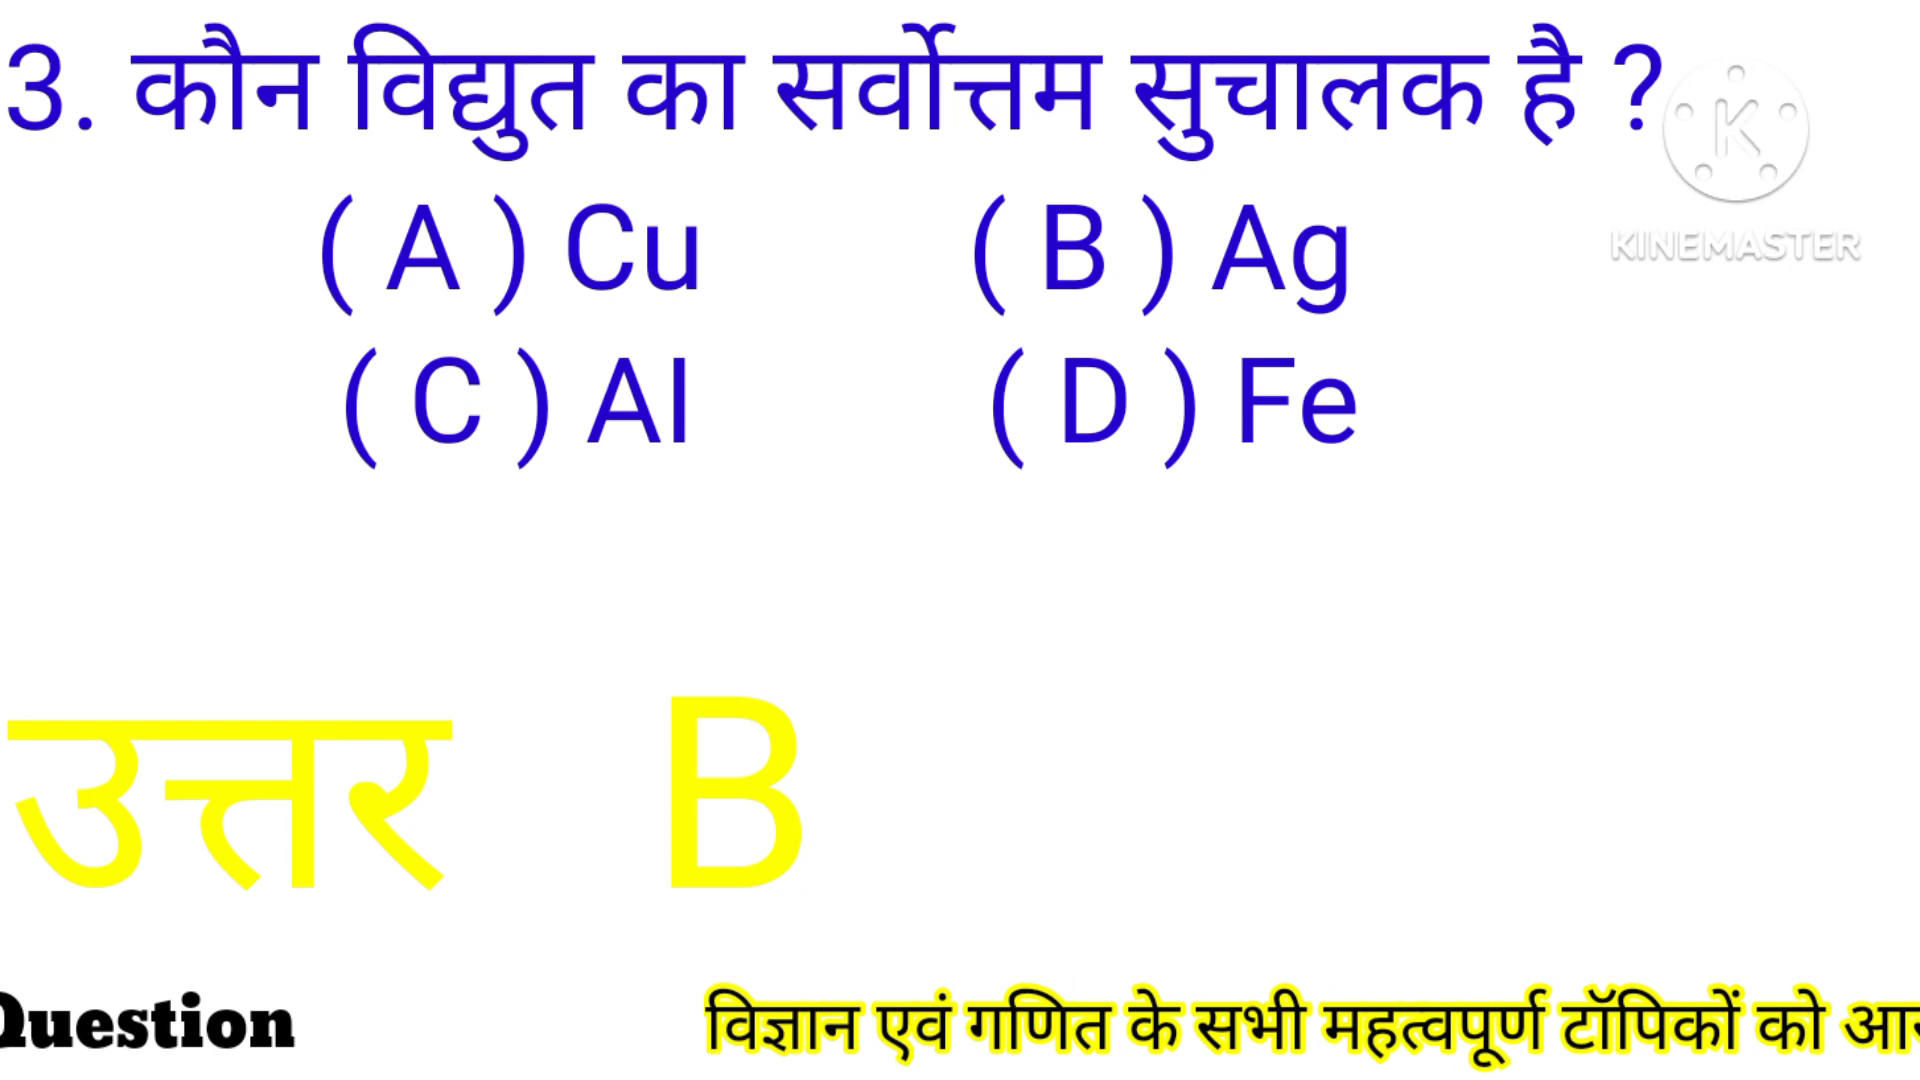 3. कौन विद्युत का सर्वोत्तम सुचालक है ?
( A ) Cu ( B ) Ag
( C ) Al ( D ) Fe
K
KINEMASTER
उत्तर B
Question
विज्ञान एवं गणित के सभी महत्वपूर्ण टॉपिकों को